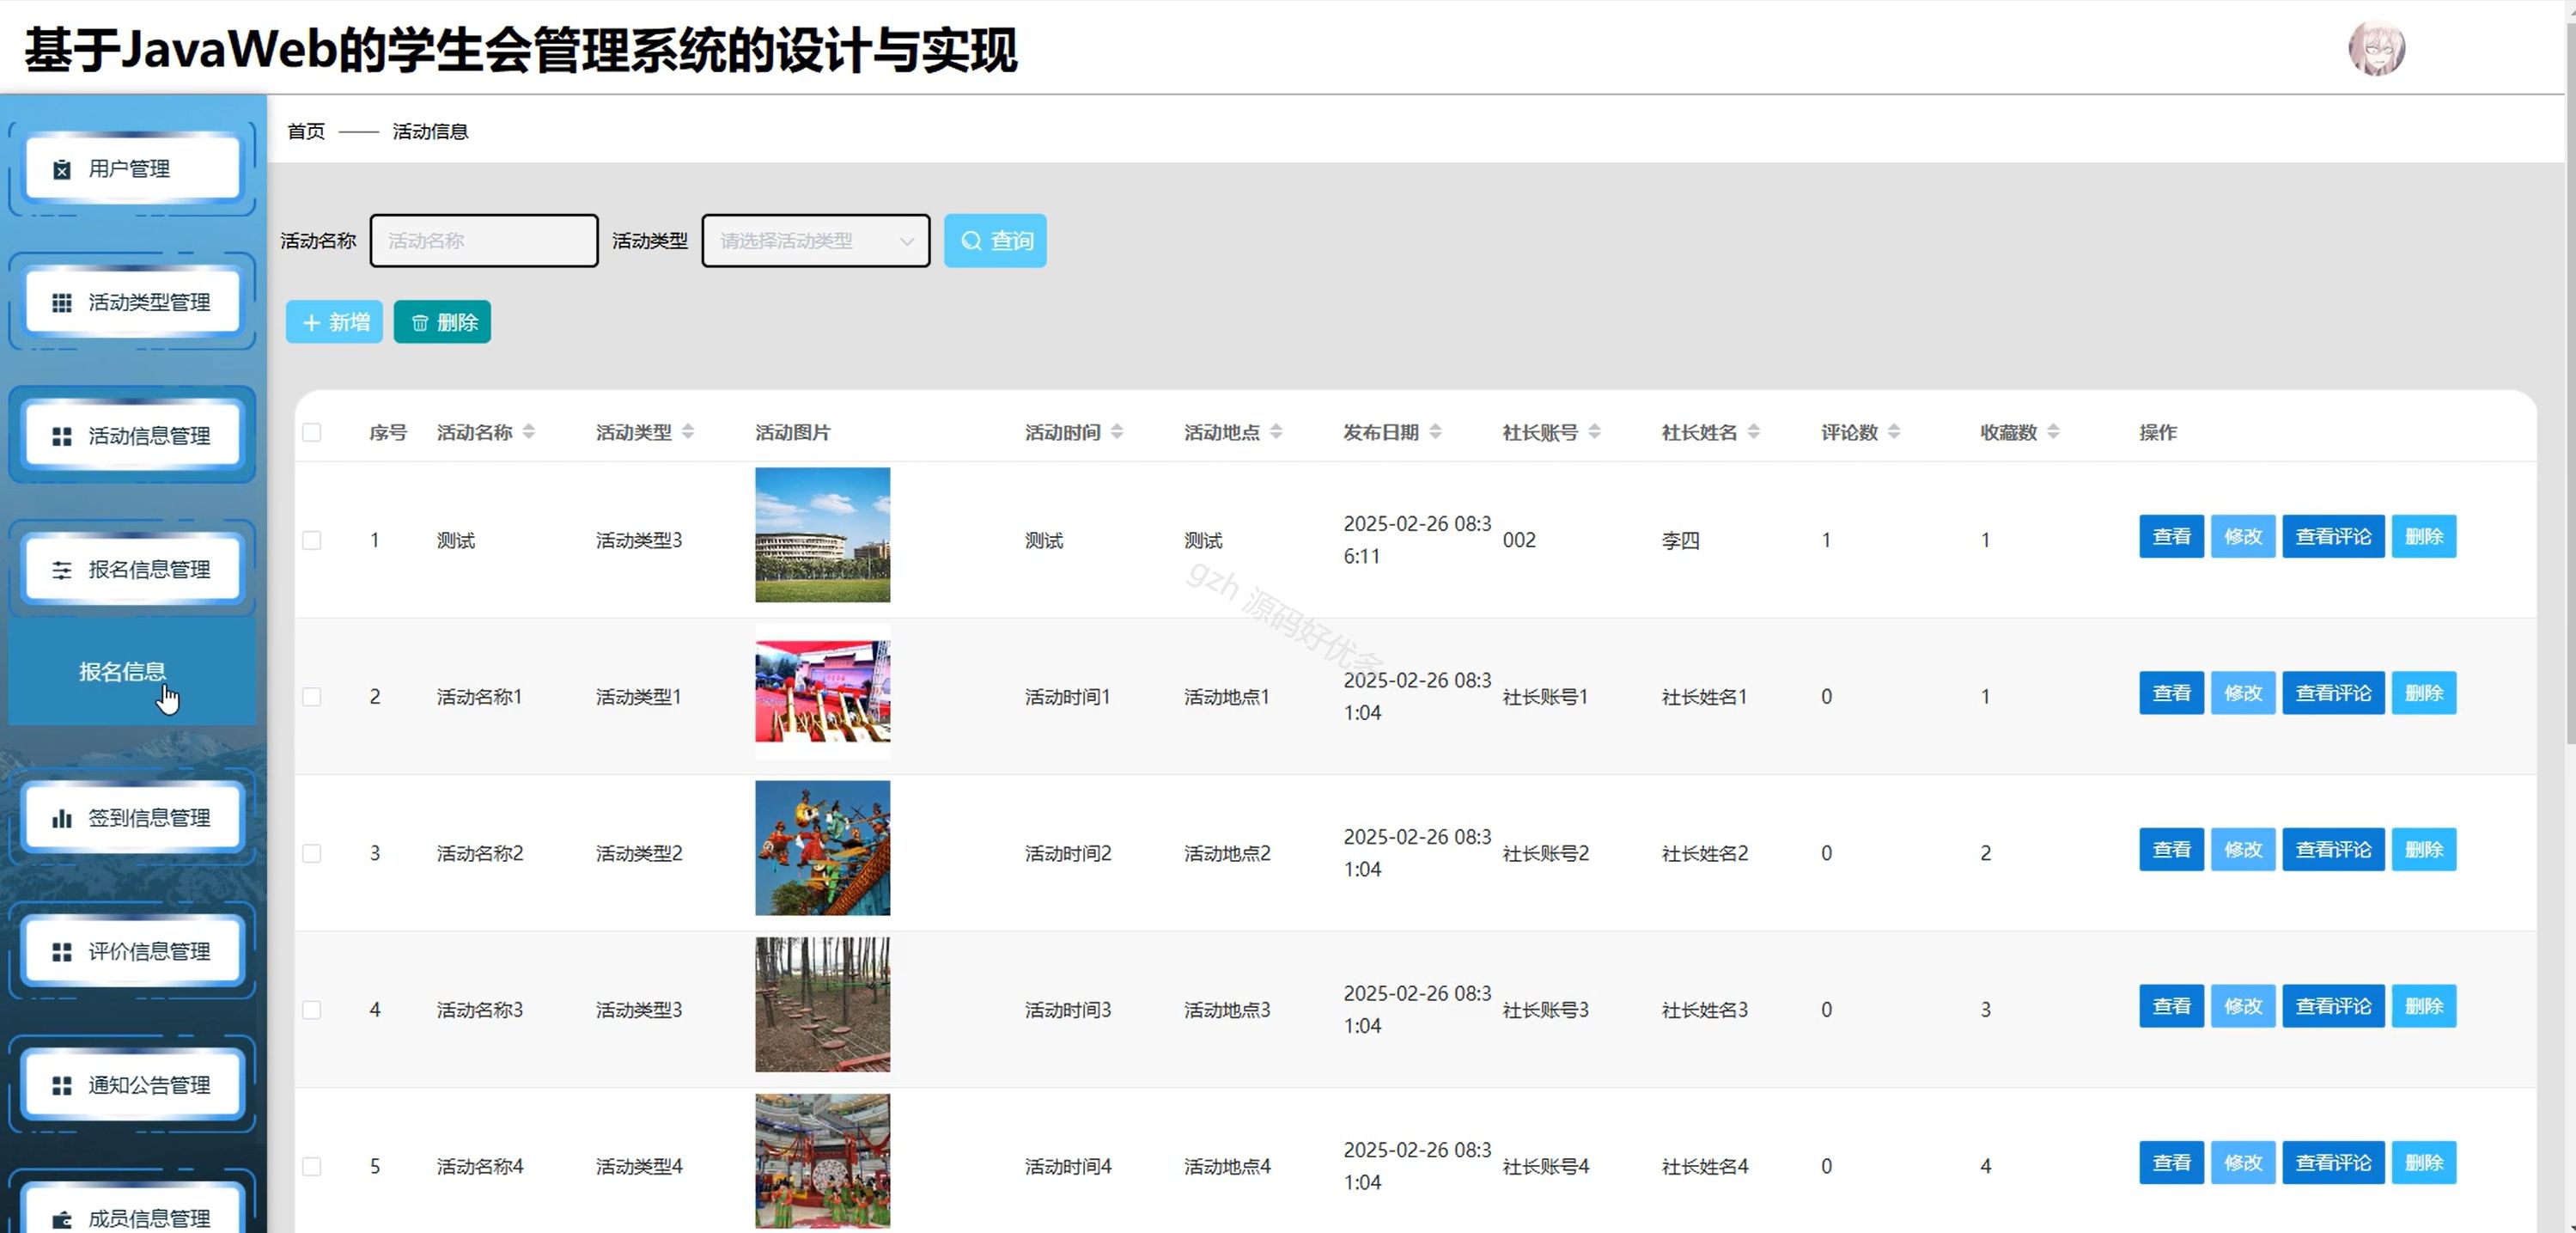 基于JavaWeb的学生会管理系统的设计与实现
首页 —— 活动信息
用户管理
活动类型管理
活动信息管理
报名信息管理
报名信息
签到信息管理
评价信息管理
通知公告管理
成员信息管理
活动名称 活动名称 活动类型 请选择活动类型 查询
新增 删除
序号 活动名称 活动类型 活动图片 活动时间 活动地点 发布日期 社长账号 社长姓名 评论数 收藏数 操作
1 测试 活动类型3 测试 测试 2025-02-26 08:3 002 李四 1 1 查看 修改 查看评论 删除
6:11
gzh 源码好优多
2 活动名称1 活动类型1 活动时间1 活动地点1 2025-02-26 08:3 社长账号1 社长姓名1 0 1 查看 修改 查看评论 删除
1:04
3 活动名称2 活动类型2 活动时间2 活动地点2 2025-02-26 08:3 社长账号2 社长姓名2 0 2 查看 修改 查看评论 删除
1:04
4 活动名称3 活动类型3 活动时间3 活动地点3 2025-02-26 08:3 社长账号3 社长姓名3 0 3 查看 修改 查看评论 删除
1:04
5 活动名称4 活动类型4 活动时间4 活动地点4 2025-02-26 08:3 社长账号4 社长姓名4 0 4 查看 修改 查看评论 删除
1:04